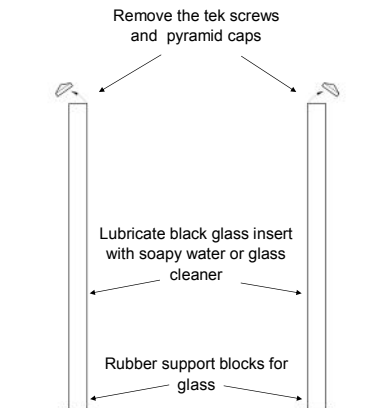 Remove the tek screws
and pyramid caps
Lubricate black glass insert
with soapy water or glass
cleaner
Rubber support blocks for
glass